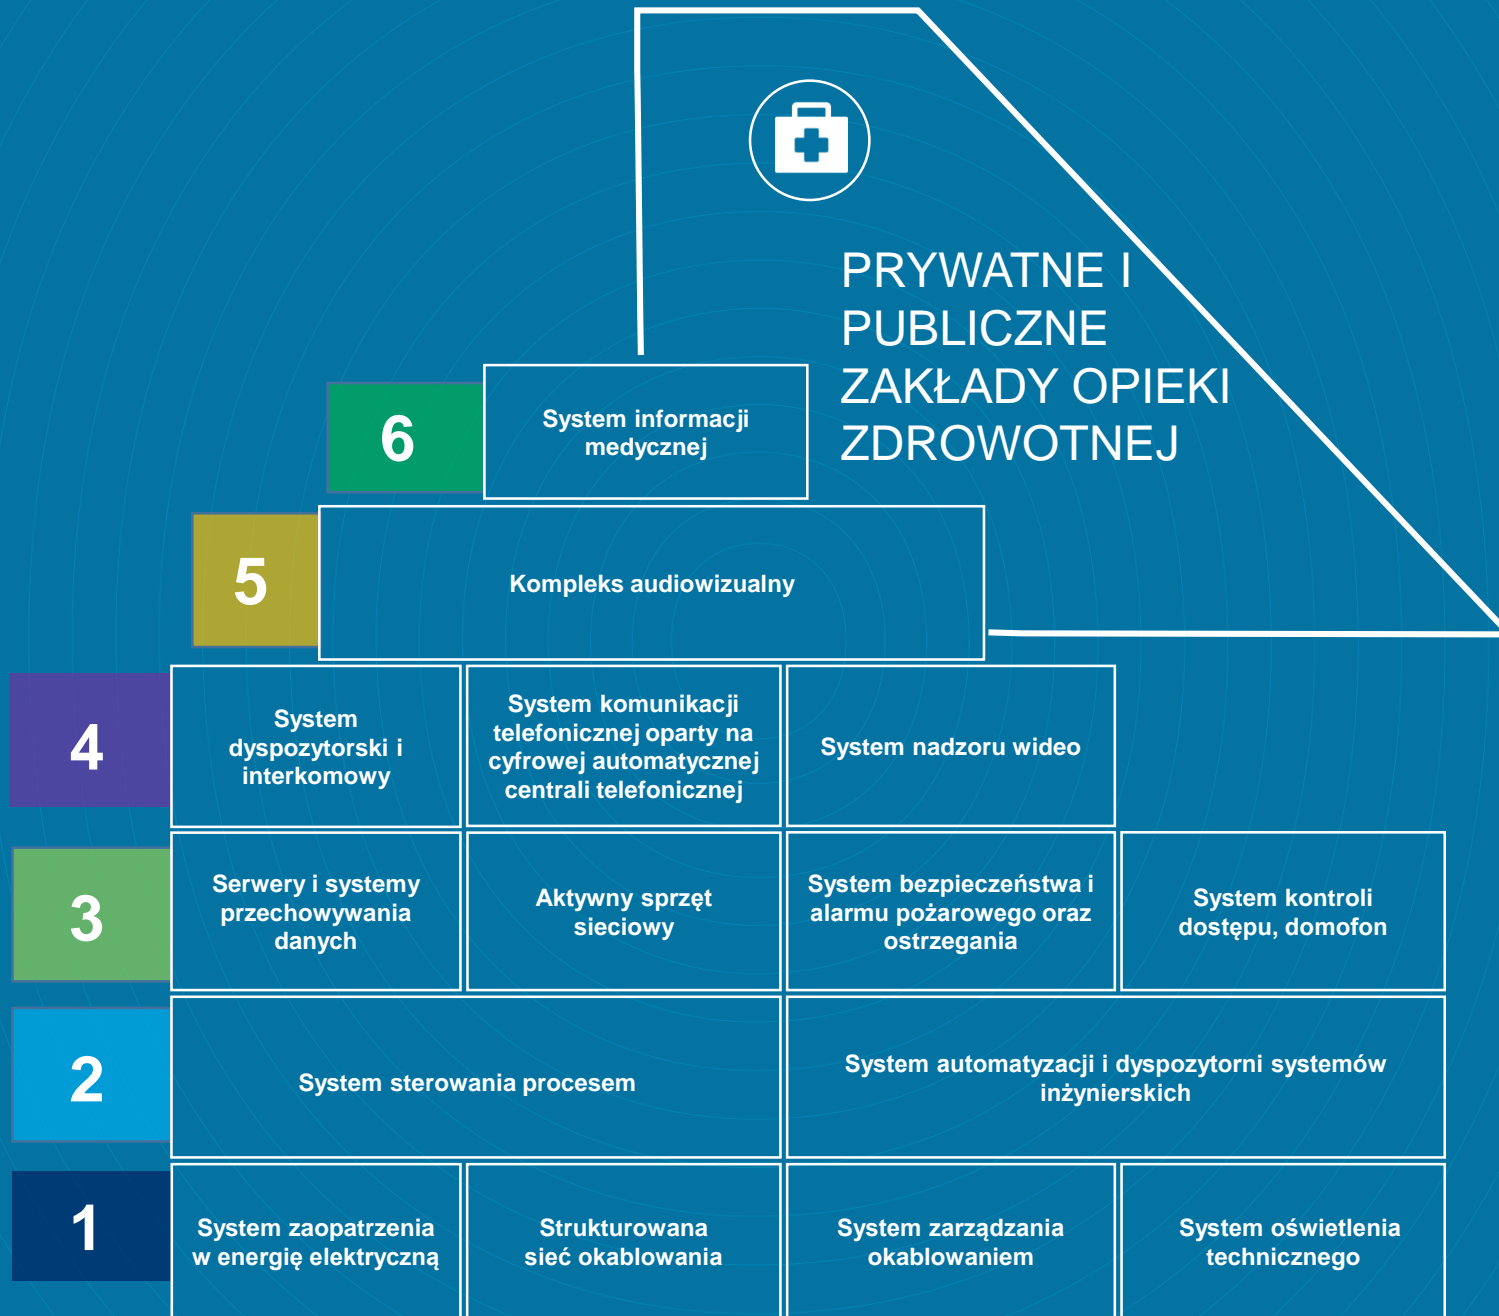 PRYWATNE I
PUBLICZNE
ZAKŁADY OPIEKI
ZDROWOTNEJ
6
System informacji
medycznej
5
Kompleks audiowizualny
4
System
dyspozytorski i
interkomowy
System komunikacji
telefonicznej oparty na
cyfrowej automatycznej
centrali telefonicznej
System nadzoru wideo
3
Serwery i systemy
przechowywania
danych
Aktywny sprzęt
sieciowy
System bezpieczeństwa i
alarmu pożarowego oraz
ostrzegania
System kontroli
dostępu, domofon
2
System sterowania procesem
System automatyzacji i dyspozytorni systemów
inżynierskich
1
System zaopatrzenia
w energię elektryczną
Strukturowana
sieć okablowania
System zarządzania
okablowaniem
System oświetlenia
technicznego